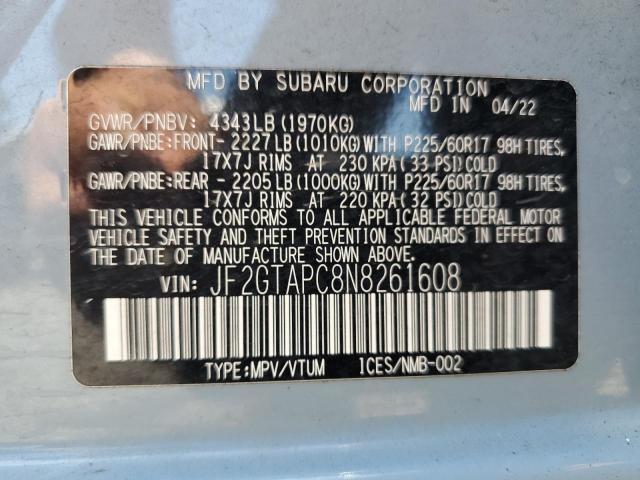 MFD BY SUBARU CORPORATION
MFD IN 04/22
GVWR/PNBV: 4343LB(1970KG)
GAWR/PNBE:FRONT- 2227 LB(1010KG)WITH P225/60R17 98H TIRES,
17X7J RIMS AT 230 KPA( 33 PSI)COLD
GAWR/PNBE:REAR - 2205 LB(1000KG)WITH P225/60R17 98H TIRES,
17X7J RIMS AT 220 KPA( 32 PSI)COLD
THIS VEHICLE CONFORMS TO ALL APPLICABLE FEDERAL MOTOR
VEHICLE SAFETY AND THEFT PREVENTION STANDARDS IN EFFECT ON
THE DATE OF MANUFACTURE SHOWN ABOVE.
VIN: JF2GTAPC8N8261608
TYPE:MPV/VTUM ICES/NMB-002